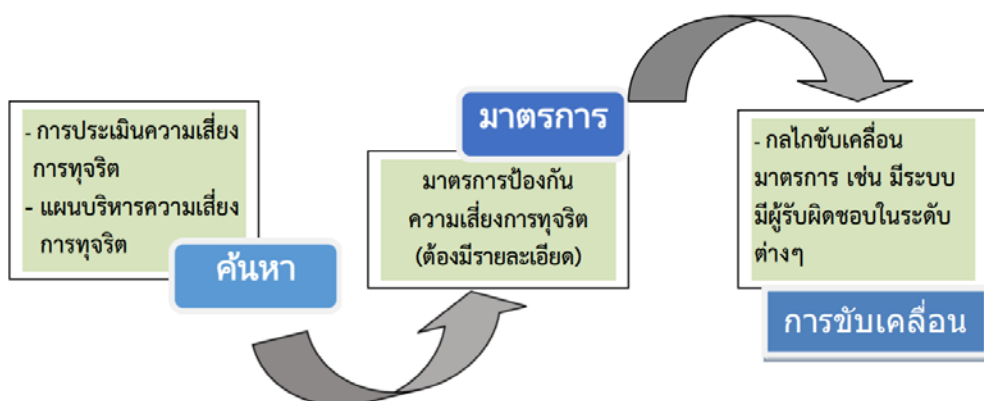 - การประเมินความเสี่ยง
การทุจริต
- แผนบริหารความเสี่ยง
การทุจริต
ค้นหา
มาตรการ
มาตรการป้องกัน
ความเสี่ยงการทุจริต
(ต้องมีรายละเอียด)
- กลไกขับเคลื่อน
มาตรการ เช่น มีระบบ
มีผู้รับผิดชอบในระดับ
ต่างๆ
การขับเคลื่อน